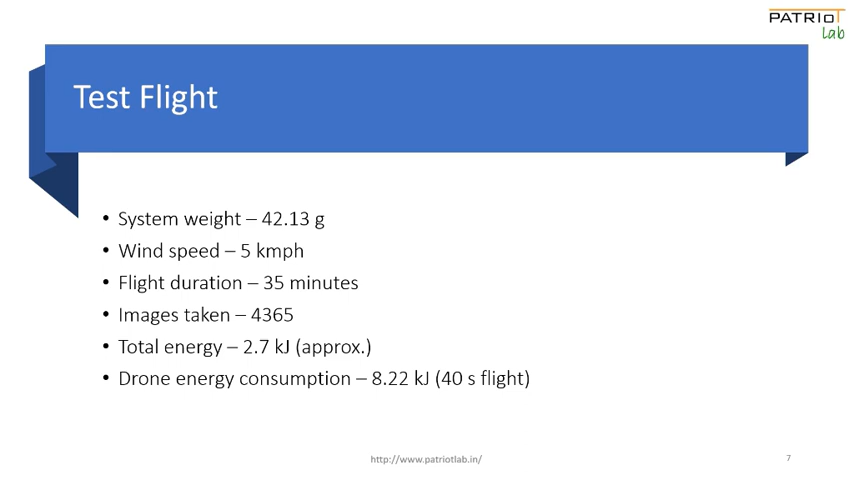 PATRIOT
lab
Test Flight
• System weight – 42.13 g
• Wind speed – 5 kmph
• Flight duration – 35 minutes
• Images taken – 4365
• Total energy – 2.7 kJ (approx.)
• Drone energy consumption – 8.22 kJ (40 s flight)
http://www.patriotlab.in/
7